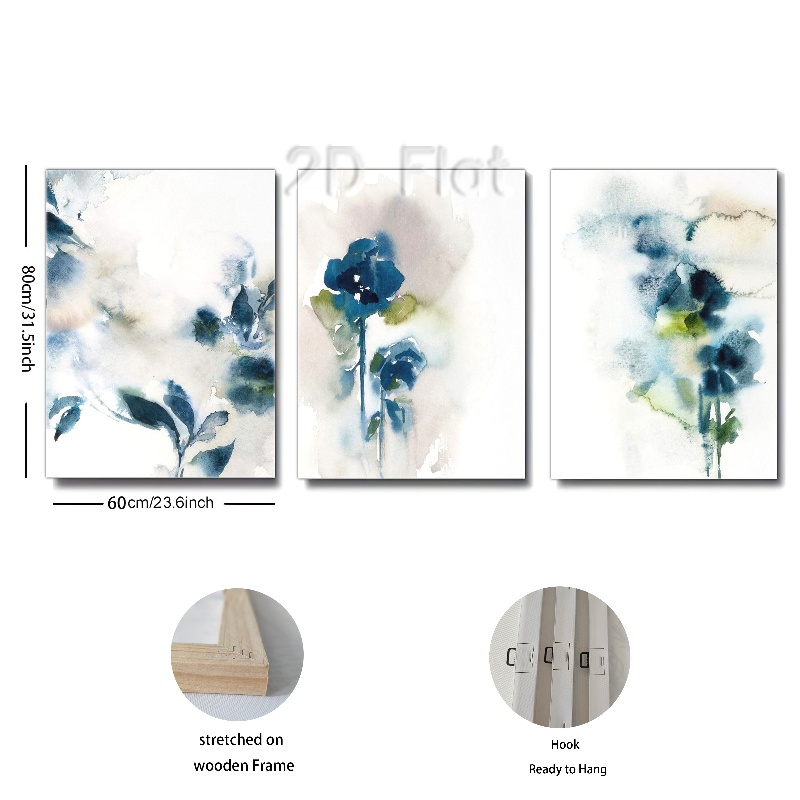 2D Flat
80cm/31.5inch
60cm/23.6inch
stretched on
wooden Frame
Hook
Ready to Hang